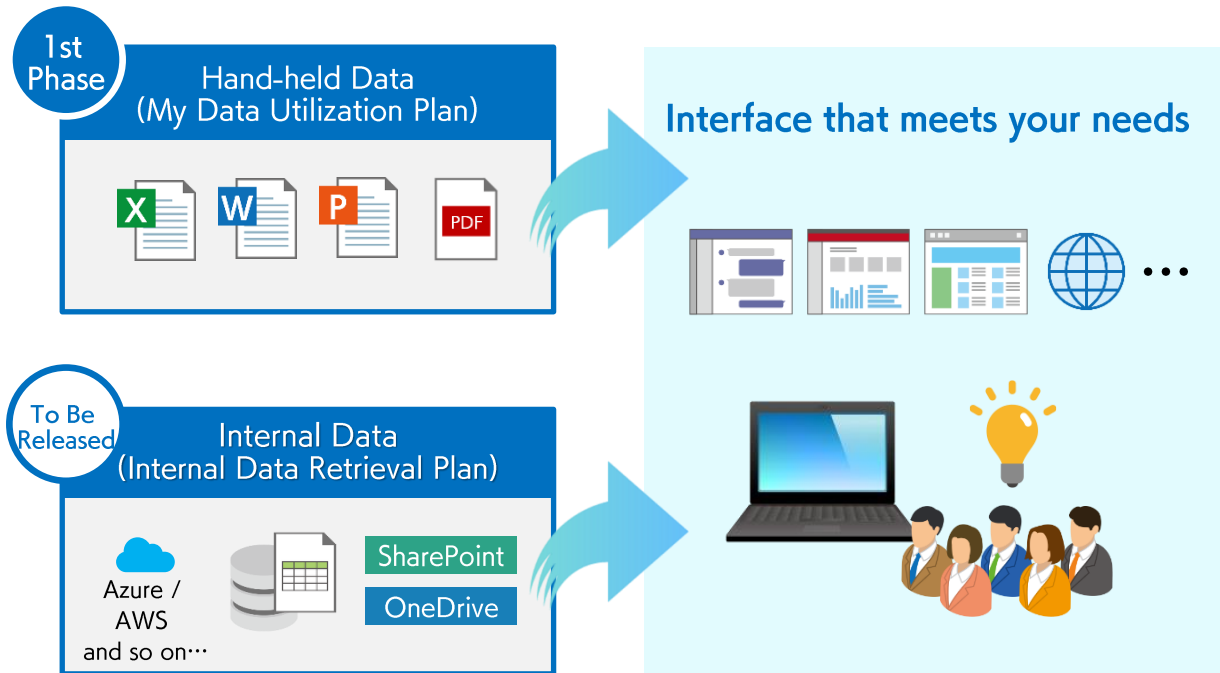 1st
Phase
Hand-held Data
(My Data Utilization Plan)
X
W
P
PDF
Interface that meets your needs
•••
To Be
Released
Internal Data
(Internal Data Retrieval Plan)
Azure /
AWS
and so on…
SharePoint
OneDrive